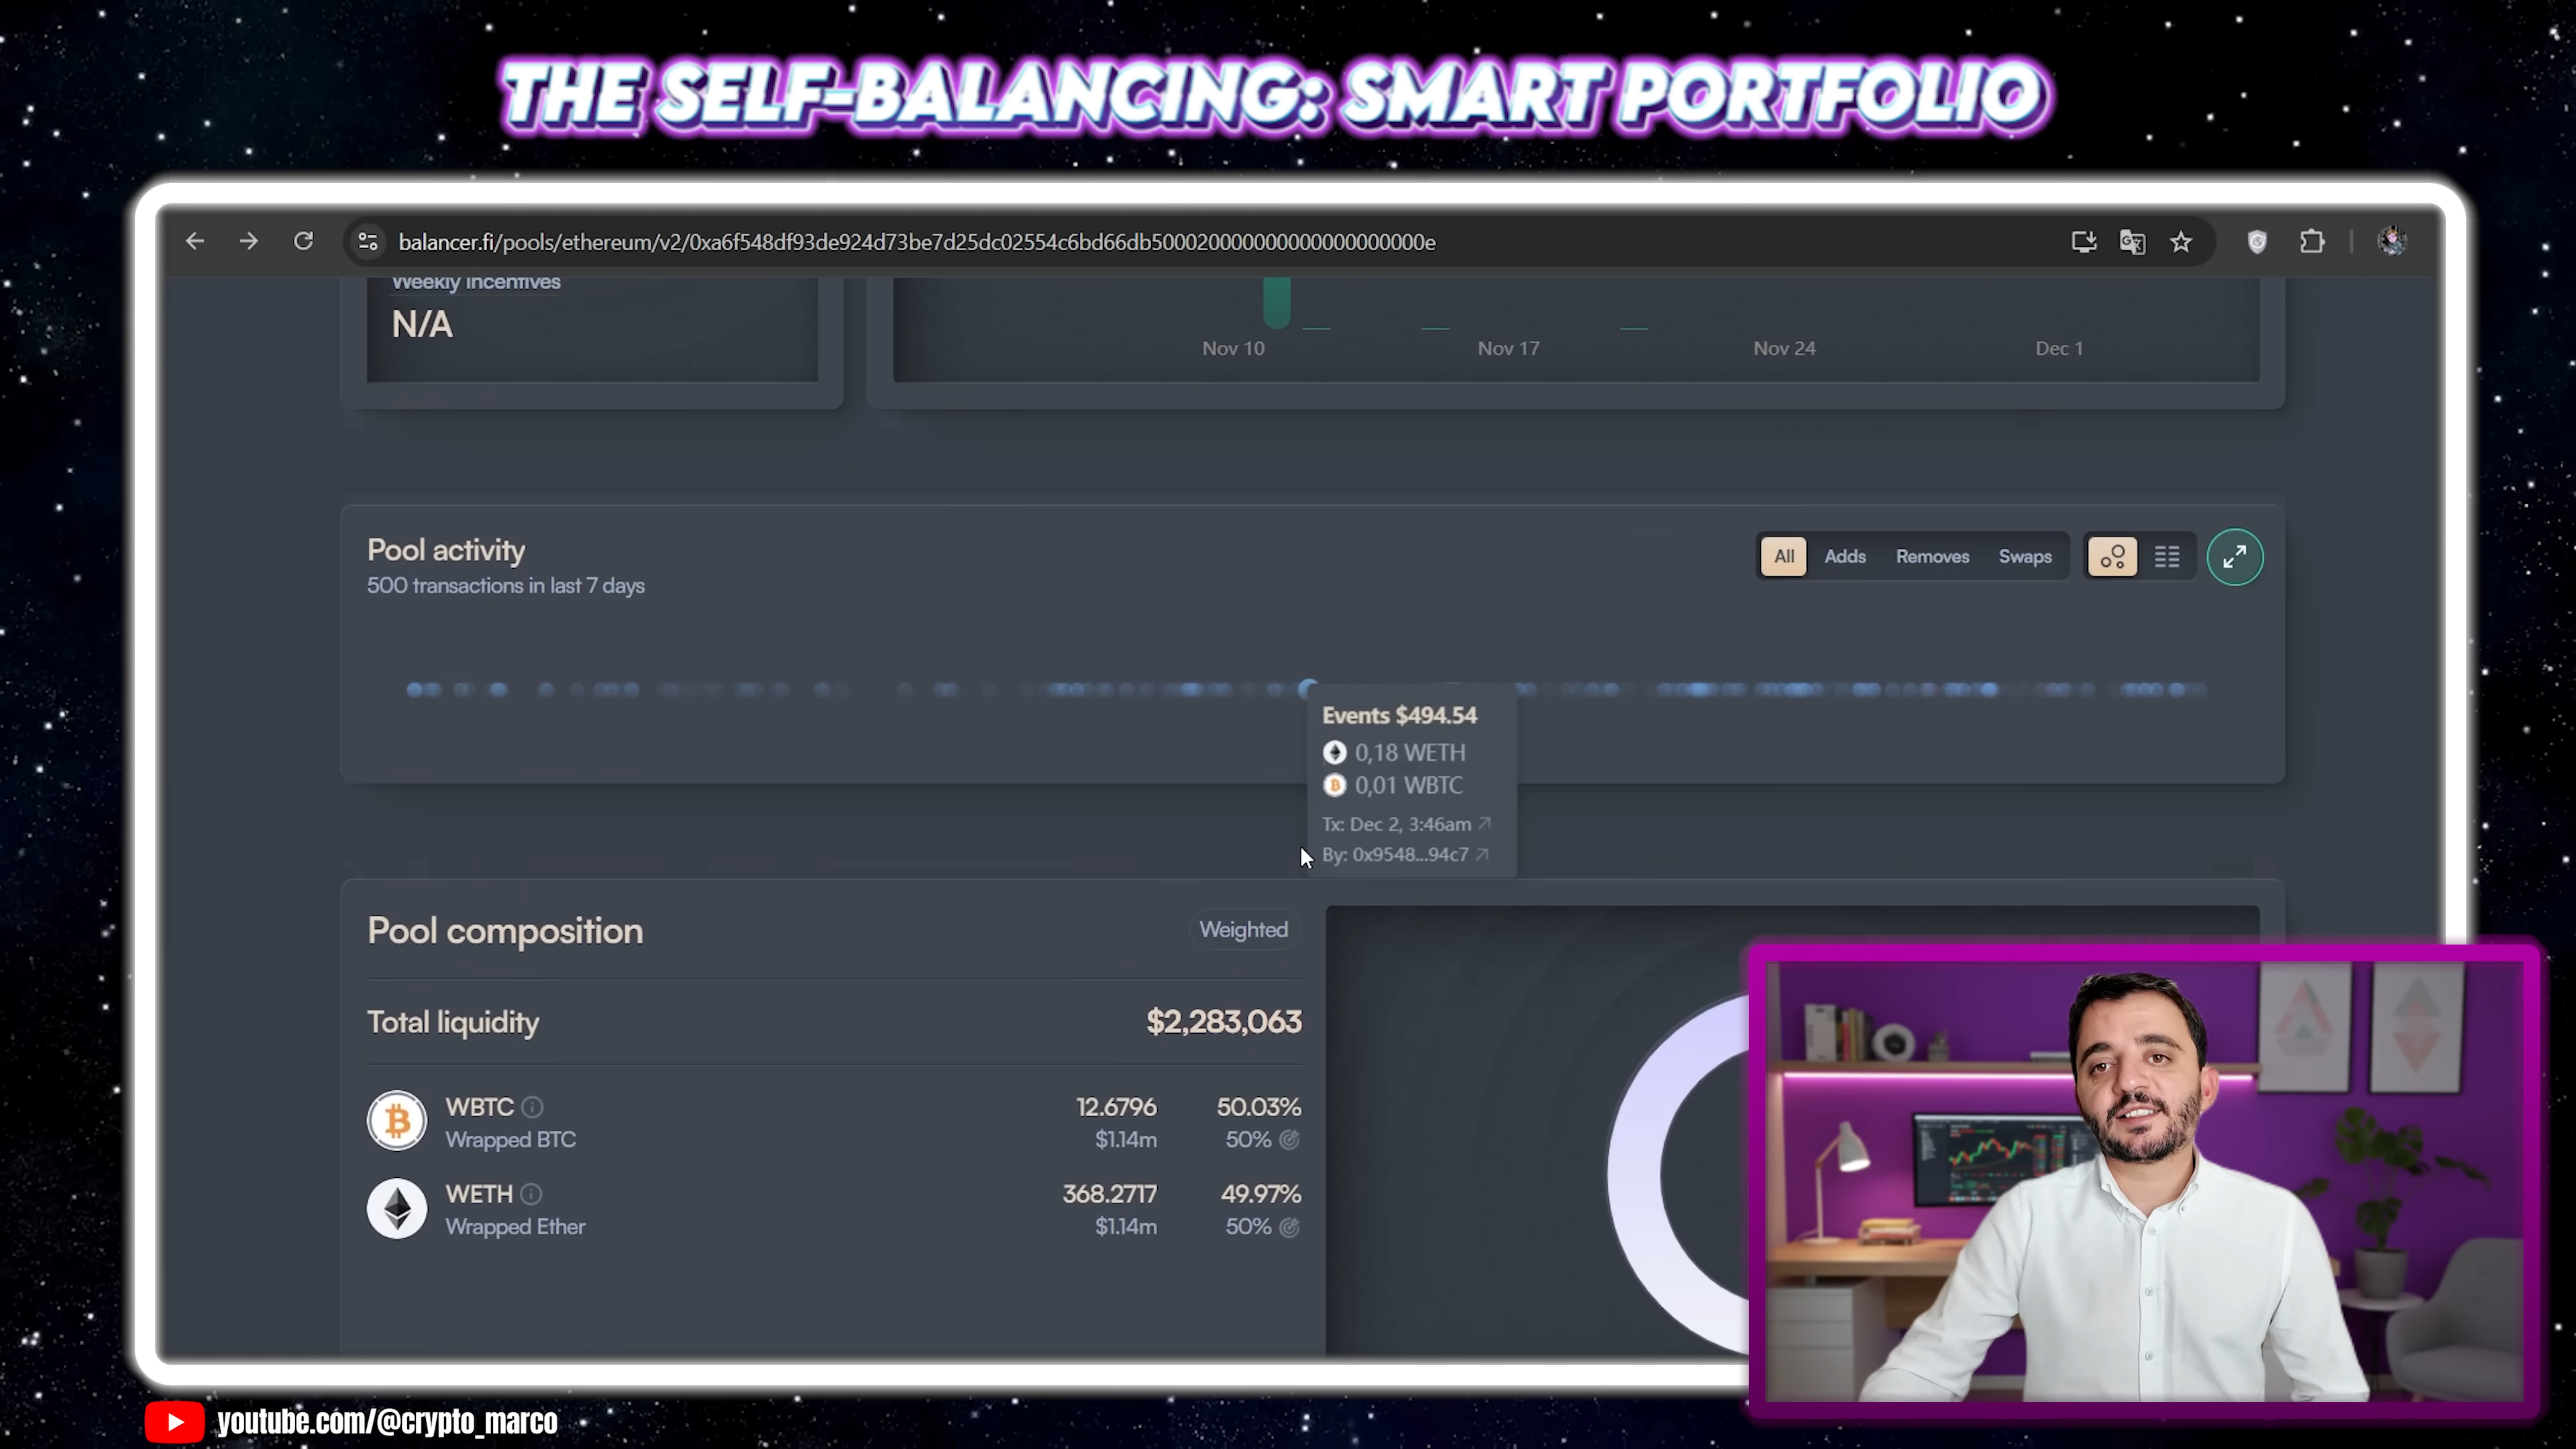 THE SELF-BALANCING: SMART PORTFOLIO
balancer.fi/pools/ethereum/v2/0xa6f548df93de924d73be7d25dc02554c6bd66db500020000000000000000000e
Weekly incentives
N/A
Nov 10 Nov 17 Nov 24 Dec 1
Pool activity
500 transactions in last 7 days
All Adds Removes Swaps
Events $494.54
0,18 WETH
0,01 WBTC
Tx: Dec 2, 3:46am
By: 0x9548...94c7
Pool composition
Weighted
Total liquidity $2,283,063
WBTC 12.6796 50.03%
Wrapped BTC $1.14m 50%
WETH 368.2717 49.97%
Wrapped Ether $1.14m 50%
youtube.com/@crypto_marco